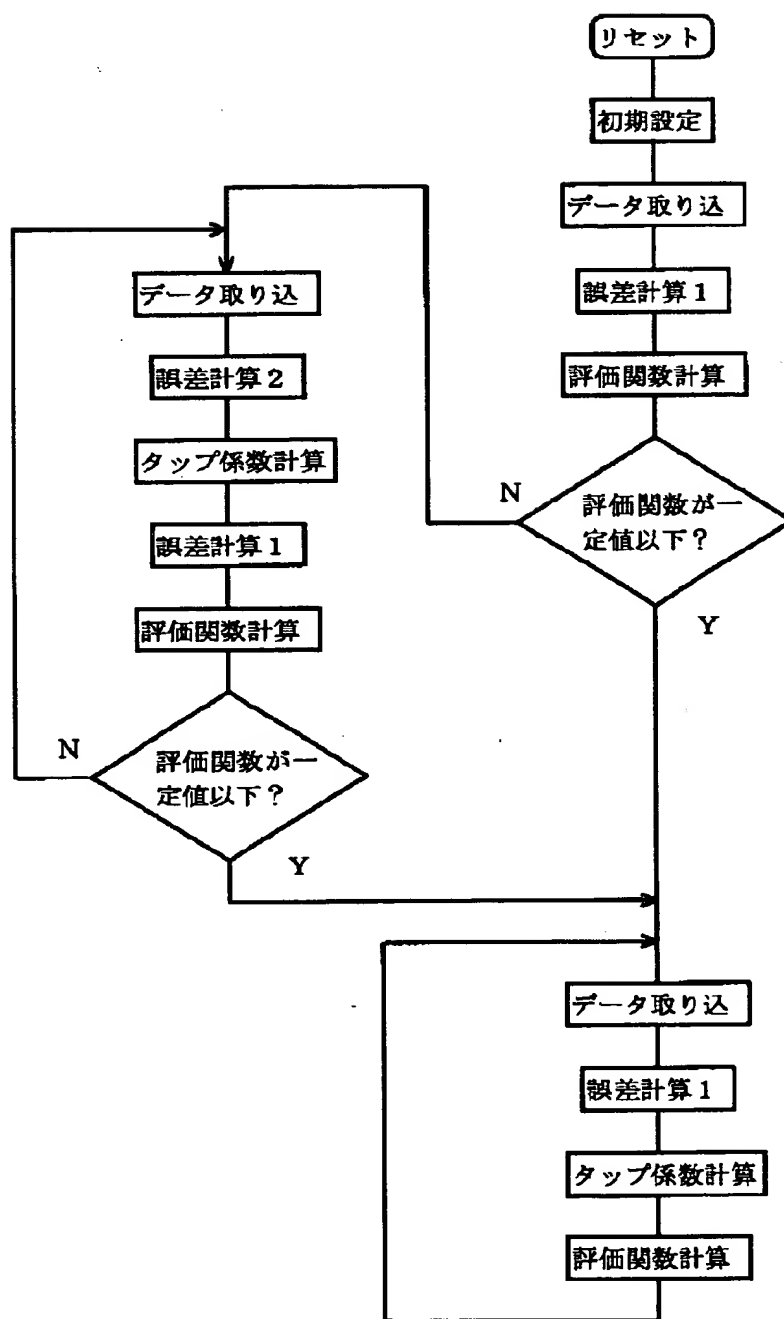 リセット
初期設定
データ取り込
誤差計算1
評価関数計算
評価関数が一
定値以下?
N
Y
データ取り込
誤差計算2
タップ係数計算
誤差計算1
評価関数計算
評価関数が一
定値以下?
N
Y
データ取り込
誤差計算1
タップ係数計算
評価関数計算